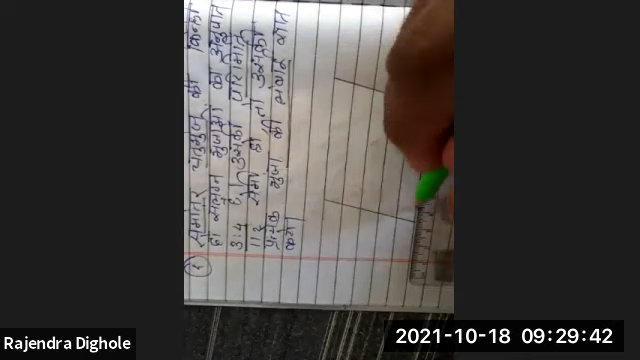 1 समांतर चतुर्भुज की किन्ही
दो संलग्न भुजाओं का अनुपात
3:4 है, उसकी परिमिति
112 सेमी हो तो उसकी
प्रत्येक भुजा की लंबाई ज्ञात
करो
Rajendra Dighole
2021-10-18 09:29:42